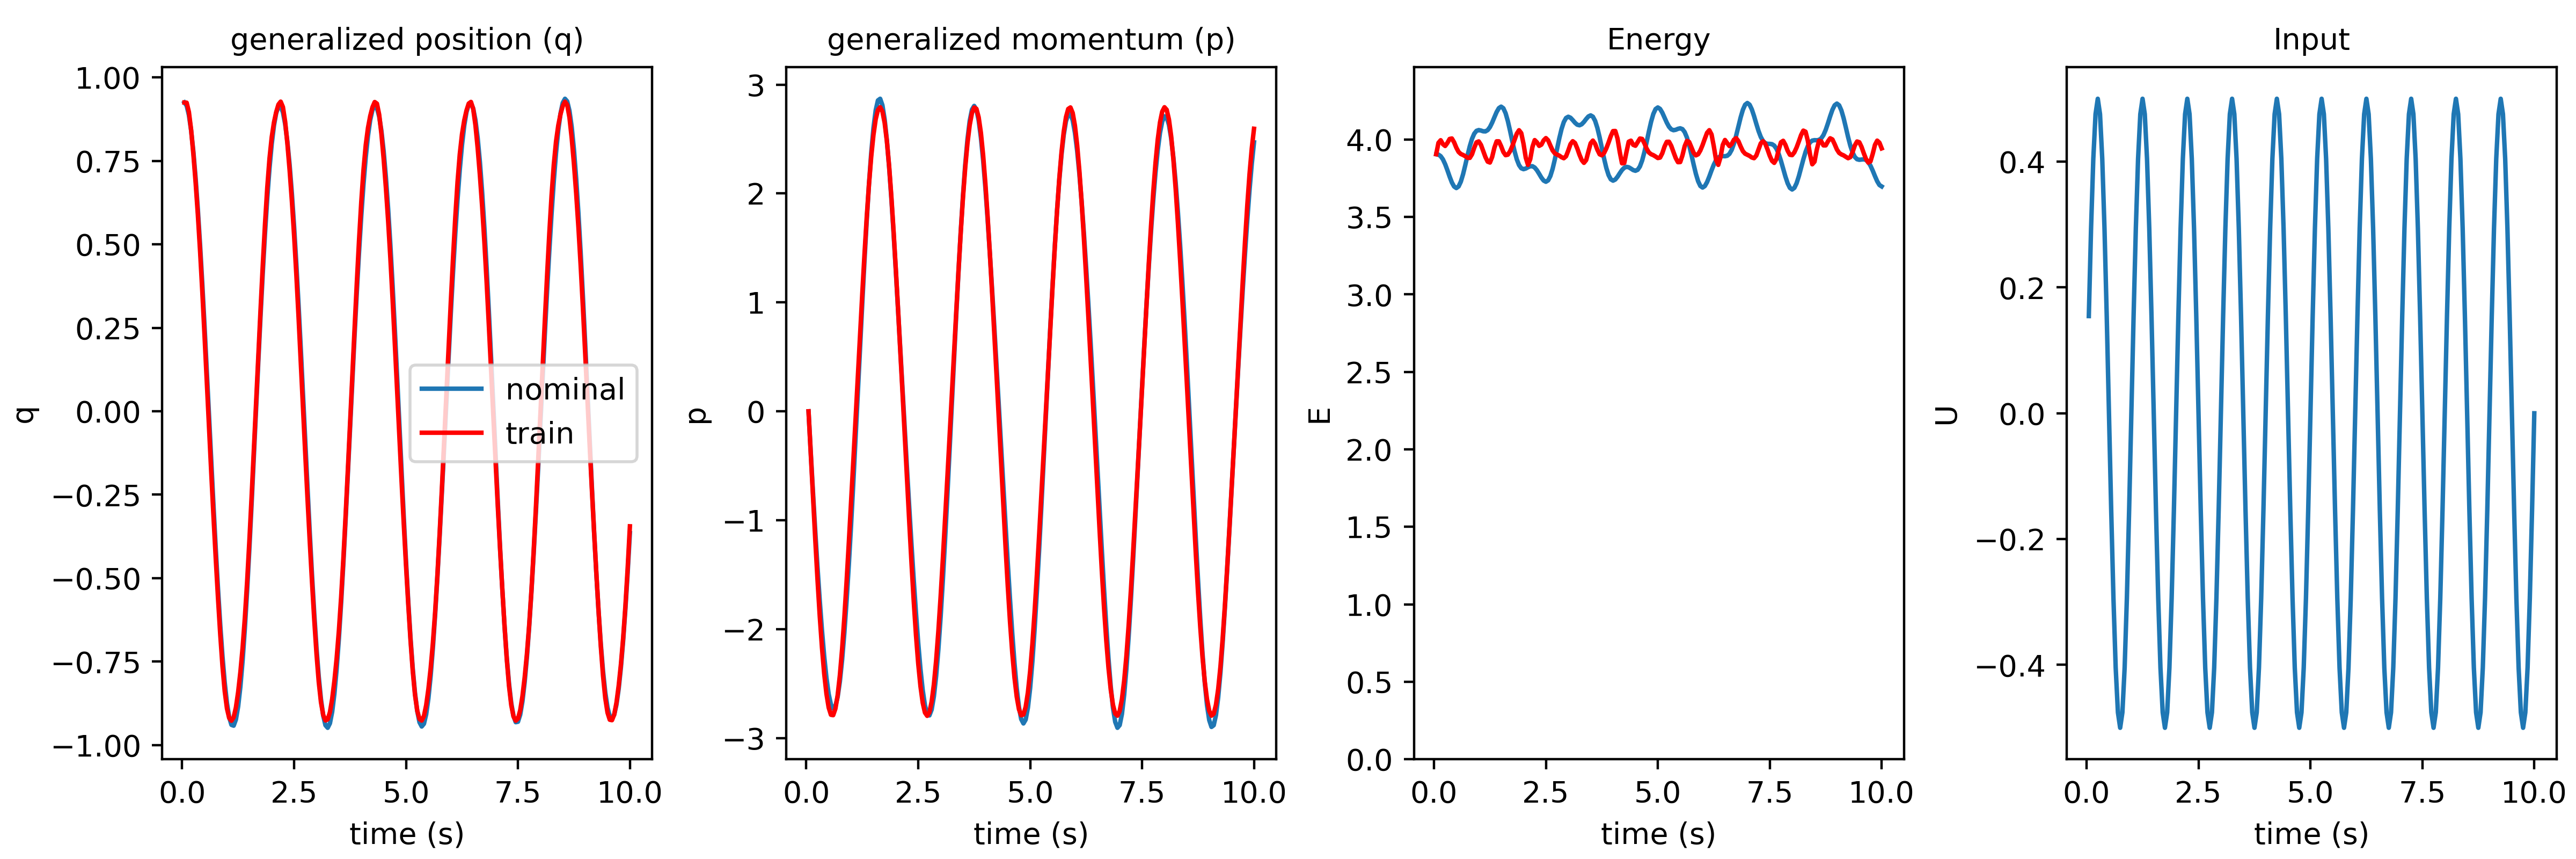 generalized position (q)
1.00
0.75
0.50
0.25
0.00
−0.25
−0.50
−0.75
−1.00
q
nominal
train
0.0 2.5 5.0 7.5 10.0
time (s)
generalized momentum (p)
3
2
1
0
−1
−2
−3
p
0.0 2.5 5.0 7.5 10.0
time (s)
Energy
4.0
3.5
3.0
2.5
2.0
1.5
1.0
0.5
0.0
E
0.0 2.5 5.0 7.5 10.0
time (s)
Input
0.4
0.2
0.0
−0.2
−0.4
U
0.0 2.5 5.0 7.5 10.0
time (s)